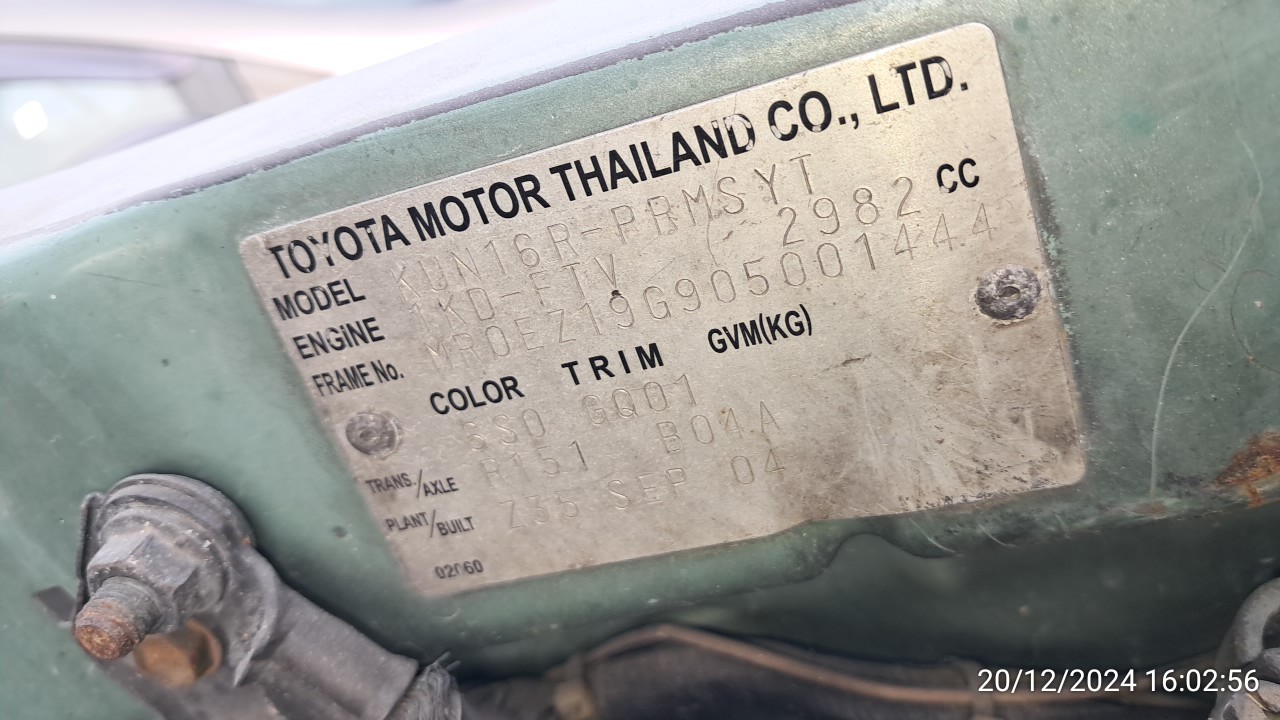 TOYOTA MOTOR THAILAND CO., LTD.
MODEL KUN16R-PRMSYT
ENGINE 1KD-FTV 2982 CC
FRAME No. MR0EZ19G905001444
COLOR TRIM GVM(KG)
SS0 GQ01
TRANS./AXLE R151 B04A
PLANT/BUILT Z35 SEP 04
02060
20/12/2024 16:02:56